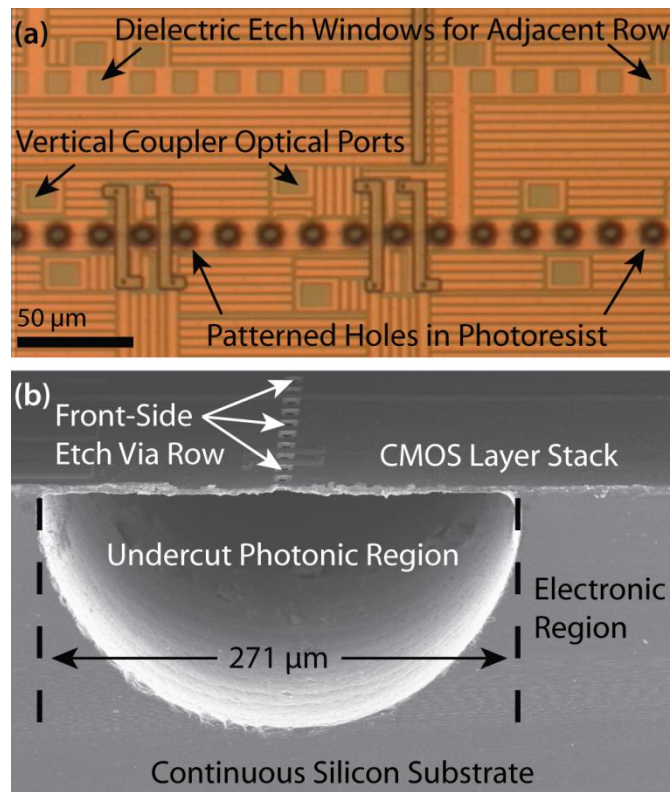 (a) Dielectric Etch Windows for Adjacent Row
Vertical Coupler Optical Ports
50 µm
Patterned Holes in Photoresist
(b)
Front-Side
Etch Via Row
CMOS Layer Stack
Undercut Photonic Region
Electronic
Region
271 µm
Continuous Silicon Substrate